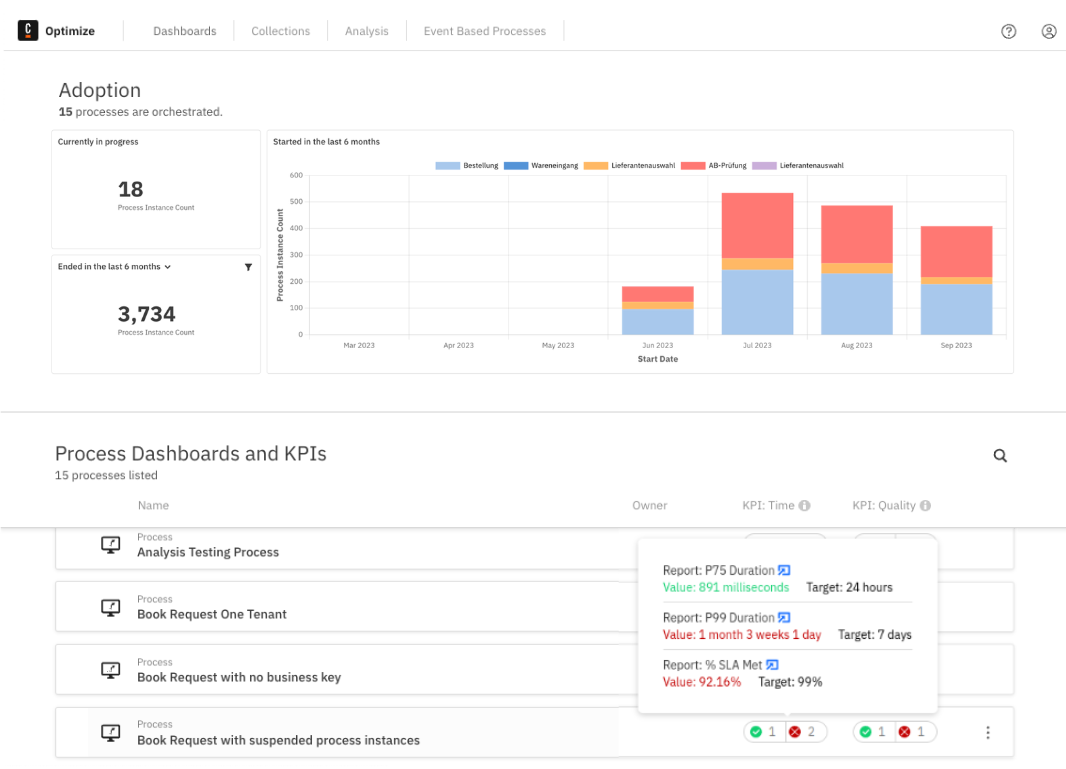 C Optimize Dashboards Collections Analysis Event Based Processes
Adoption
15 processes are orchestrated.
Currently in progress
18
Process Instance Count
Ended in the last 6 months
3,734
Process Instance Count
Started in the last 6 months
Bestellung Wareneingang Lieferantenauswahl AB-Prüfung Lieferantenauswahl
Process Instance Count
600
500
400
300
200
100
0
Mar 2023 Apr 2023 May 2023 Jun 2023 Jul 2023 Aug 2023 Sep 2023
Start Date
Process Dashboards and KPIs
15 processes listed
Name Owner KPI: Time KPI: Quality
Process
Analysis Testing Process
Process
Book Request One Tenant
Process
Book Request with no business key
Process
Book Request with suspended process instances
Report: P75 Duration
Value: 891 milliseconds Target: 24 hours
Report: P99 Duration
Value: 1 month 3 weeks 1 day Target: 7 days
Report: % SLA Met
Value: 92.16% Target: 99%
1 2 1 1